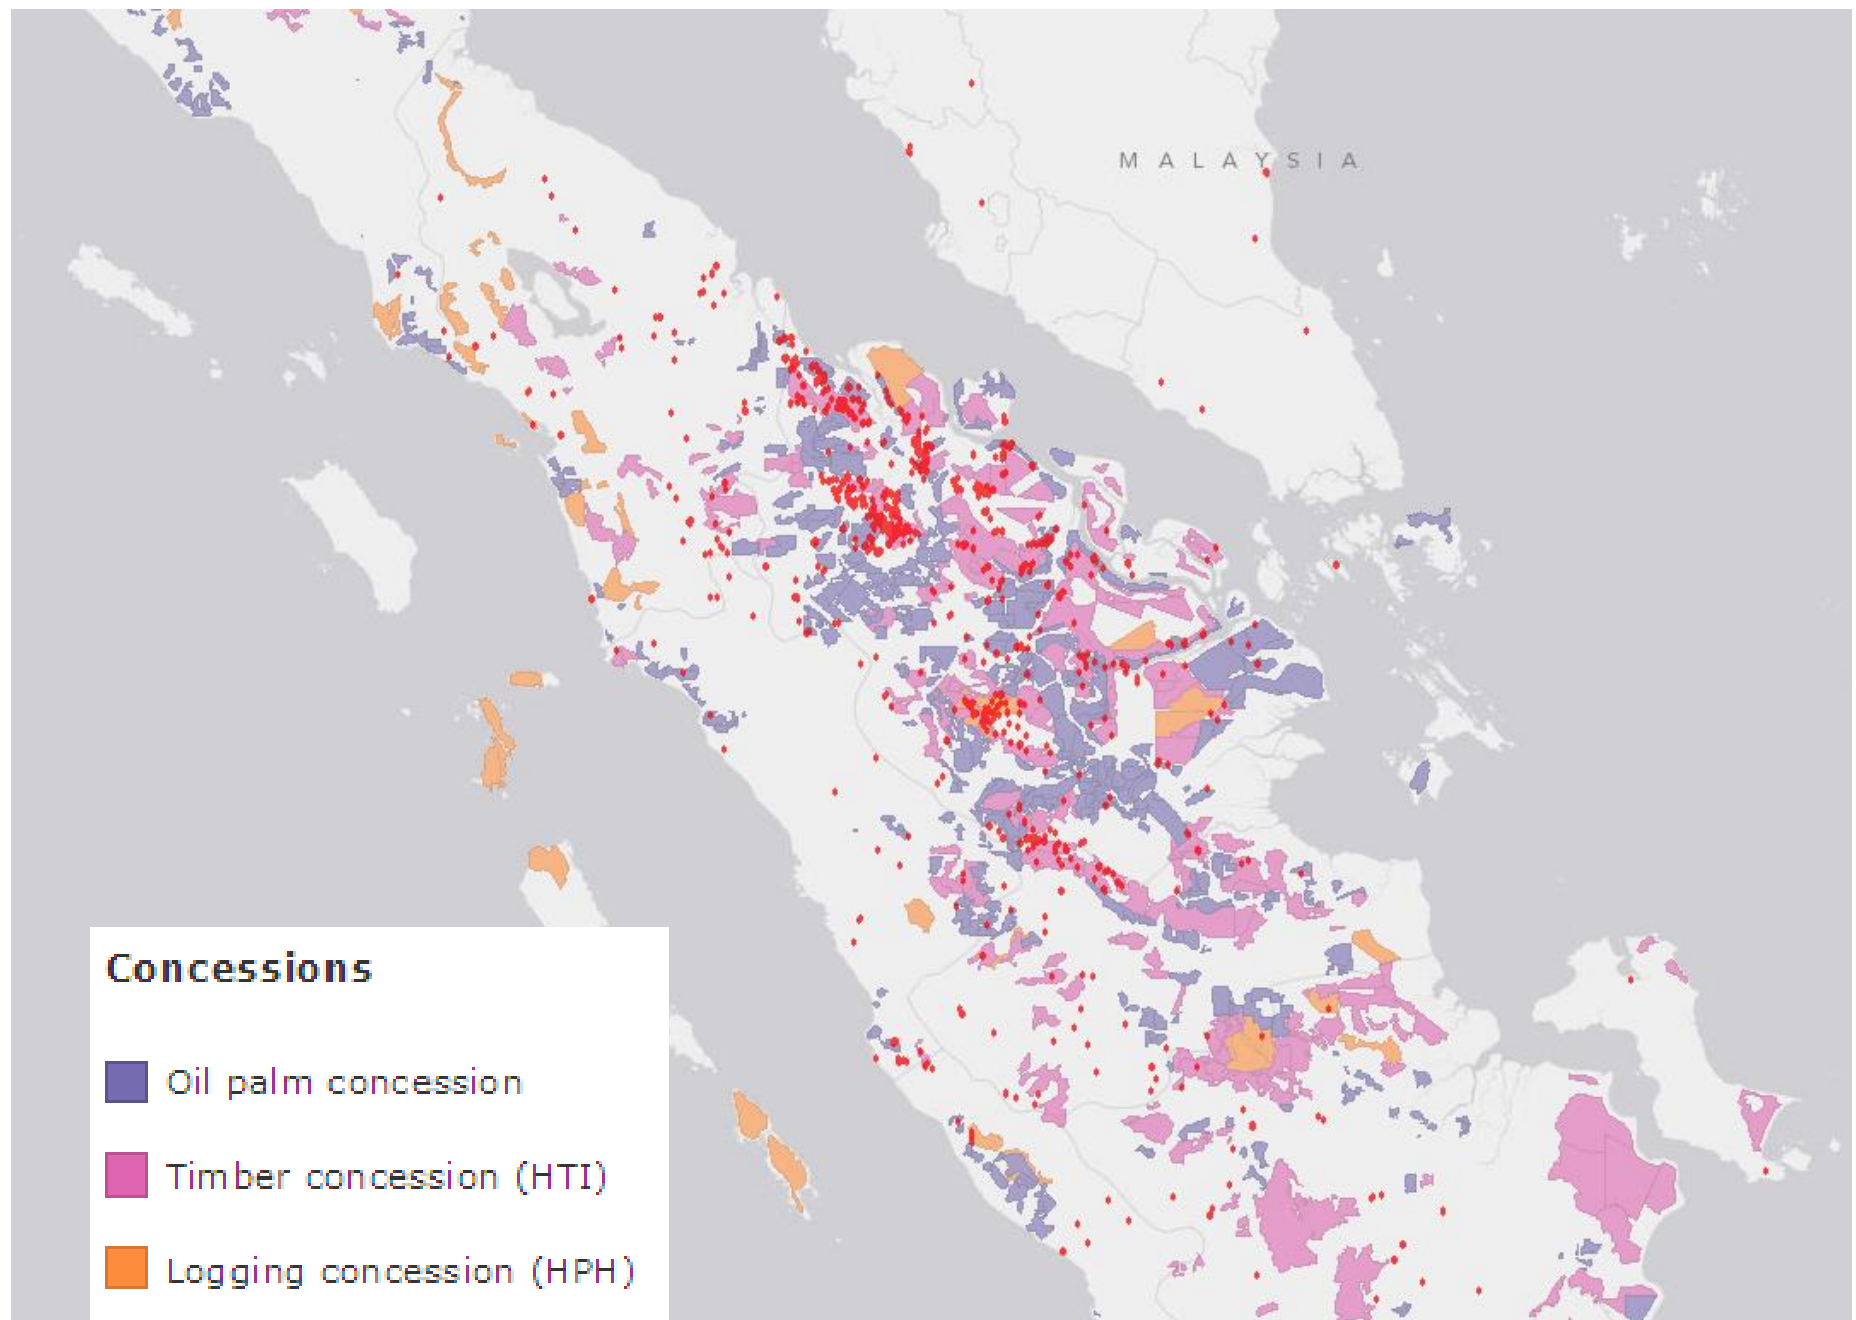 MALAYSIA
Concessions
Oil palm concession
Timber concession (HTI)
Logging concession (HPH)